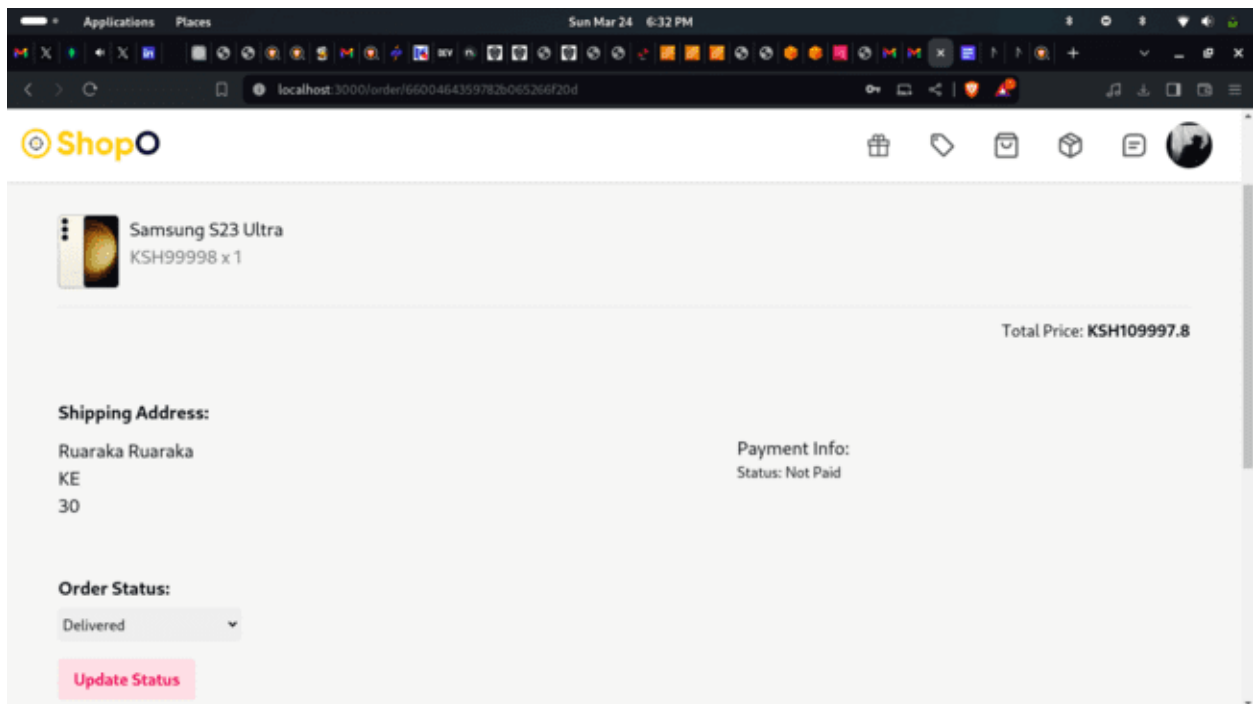 Applications Places Sun Mar 24 6:32 PM
localhost:3000/order/6600464359782b065266f20d
ShopO
Samsung S23 Ultra
KSH99998 x 1
Total Price: KSH109997.8
Shipping Address:
Ruaraka Ruaraka
KE
30
Payment Info:
Status: Not Paid
Order Status:
Delivered
Update Status